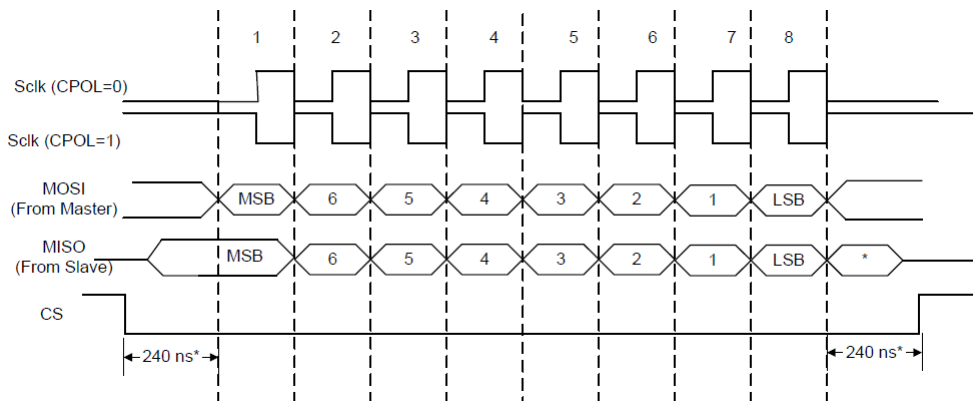 1 2 3 4 5 6 7 8
Sclk (CPOL=0)
Sclk (CPOL=1)
MOSI
(From Master)
MSB 6 5 4 3 2 1 LSB
MISO
(From Slave)
MSB 6 5 4 3 2 1 LSB *
CS
240 ns* 240 ns*